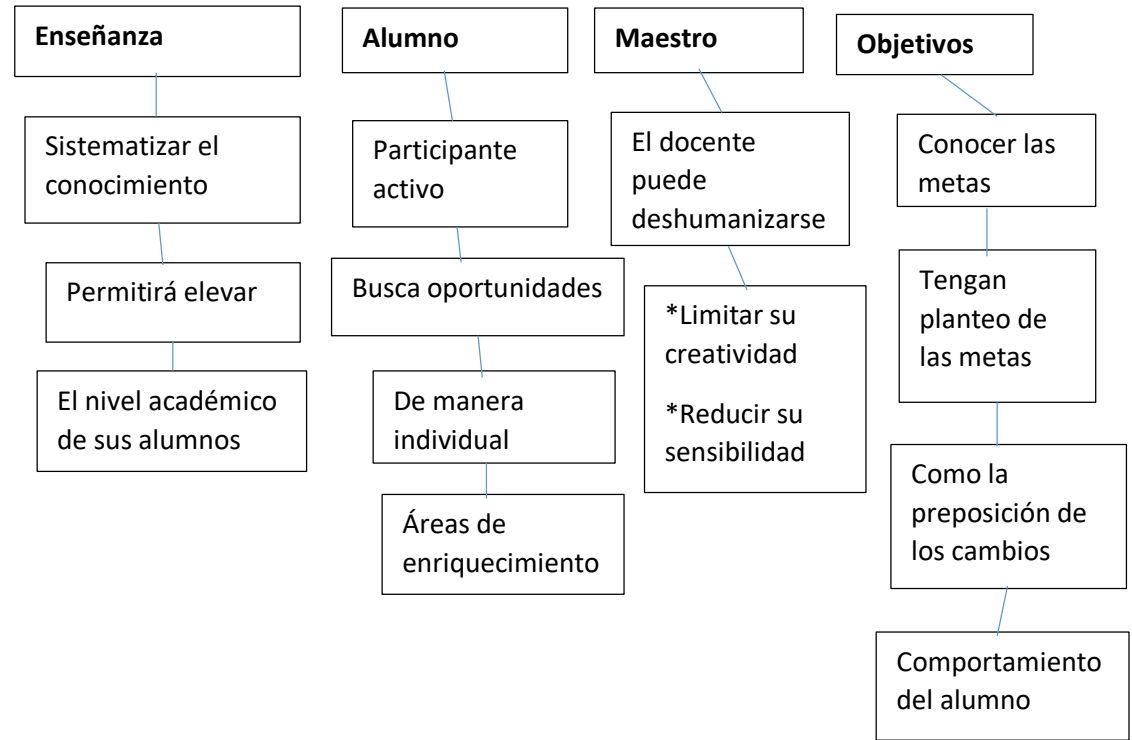 Enseñanza
Sistematizar el
conocimiento
Permitirá elevar
El nivel académico
de sus alumnos
Alumno
Participante
activo
Busca oportunidades
De manera
individual
Áreas de
enriquecimiento
Maestro
El docente
puede
deshumanizarse
*Limitar su
creatividad
*Reducir su
sensibilidad
Objetivos
Conocer las
metas
Tengan
planteo de
las metas
Como la
preposición de
los cambios
Comportamiento
del alumno